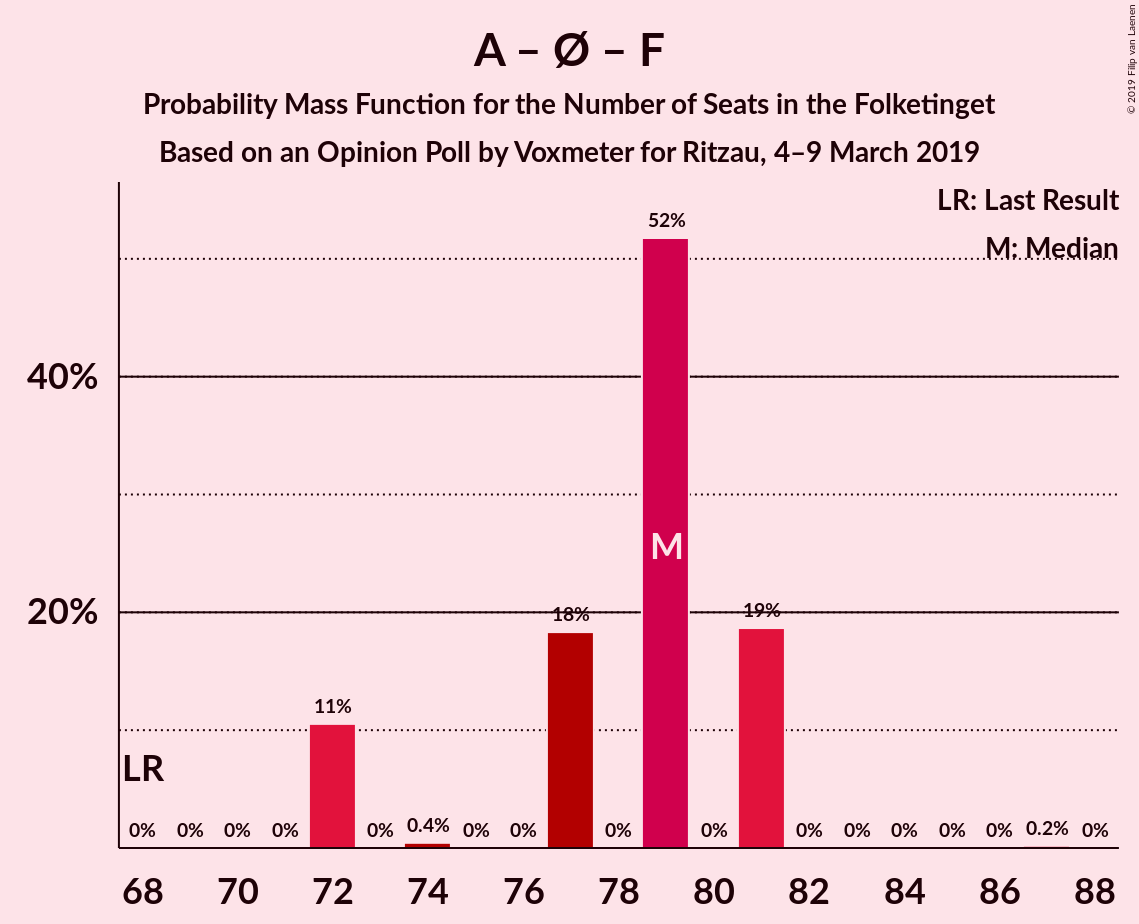 A – Ø – F
Probability Mass Function for the Number of Seats in the Folketinget
Based on an Opinion Poll by Voxmeter for Ritzau, 4–9 March 2019
© 2019 Filip van Laenen
LR: Last Result
M: Median
52%
40%
M
20%
18%
19%
11%
LR
0% 0% 0% 0% 0% 0.4% 0% 0% 0% 0% 0% 0% 0% 0% 0% 0.2% 0%
68 70 72 74 76 78 80 82 84 86 88